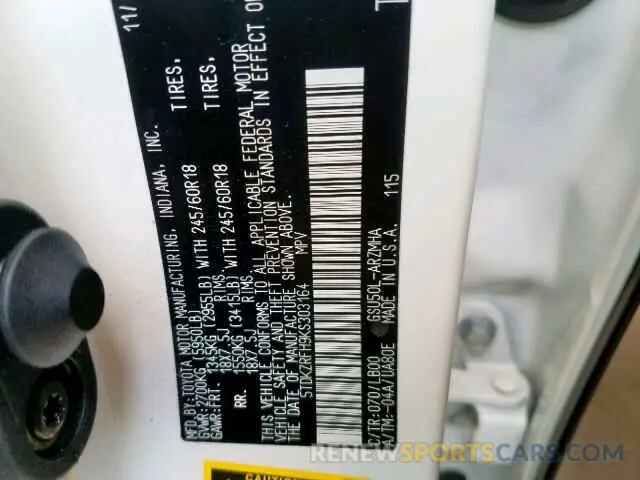 MFD. BY: TOYOTA MOTOR MANUFACTURING, INDIANA, INC. 11/
GVWR: 2700KG (5950LB)
GAWR: FRT. 1345KG (2955LB) WITH 245/60R18 TIRES,
18X7.5J RIMS.
RR. 1550KG (3415LB) WITH 245/60R18 TIRES,
18X7.5J RIMS.
THIS VEHICLE CONFORMS TO ALL APPLICABLE FEDERAL MOTOR
VEHICLE SAFETY AND THEFT PREVENTION STANDARDS IN EFFECT ON
THE DATE OF MANUFACTURE SHOWN ABOVE.
MPV
C/TR: 070/LB00 GSU50L-ARZMHA
A/TM: -04A/UA80E MADE IN U.S.A. 115
CAUTION
RENEWSPORTCAR.COM